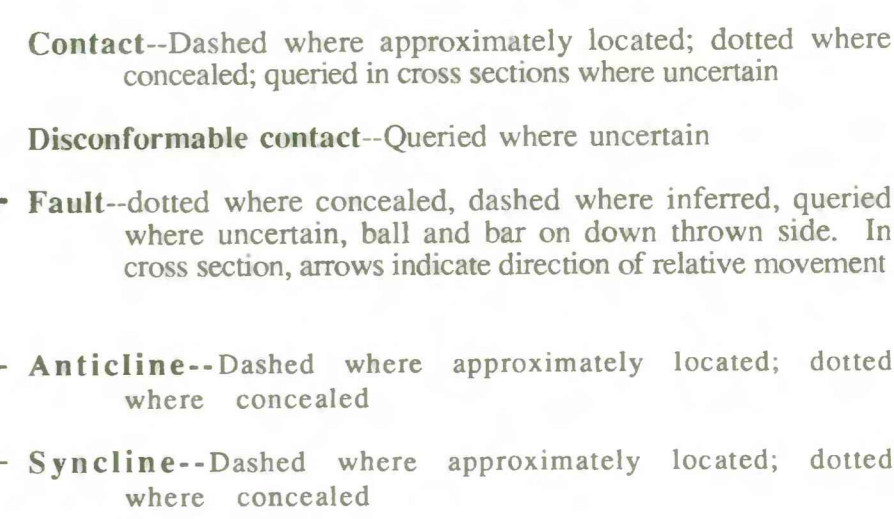 Contact--Dashed where approximately located; dotted where
concealed; queried in cross sections where uncertain
Disconformable contact--Queried where uncertain
Fault--dotted where concealed, dashed where inferred, queried
where uncertain, ball and bar on down thrown side. In
cross section, arrows indicate direction of relative movement
Anticline--Dashed where approximately located; dotted
where concealed
Syncline--Dashed where approximately located; dotted
where concealed